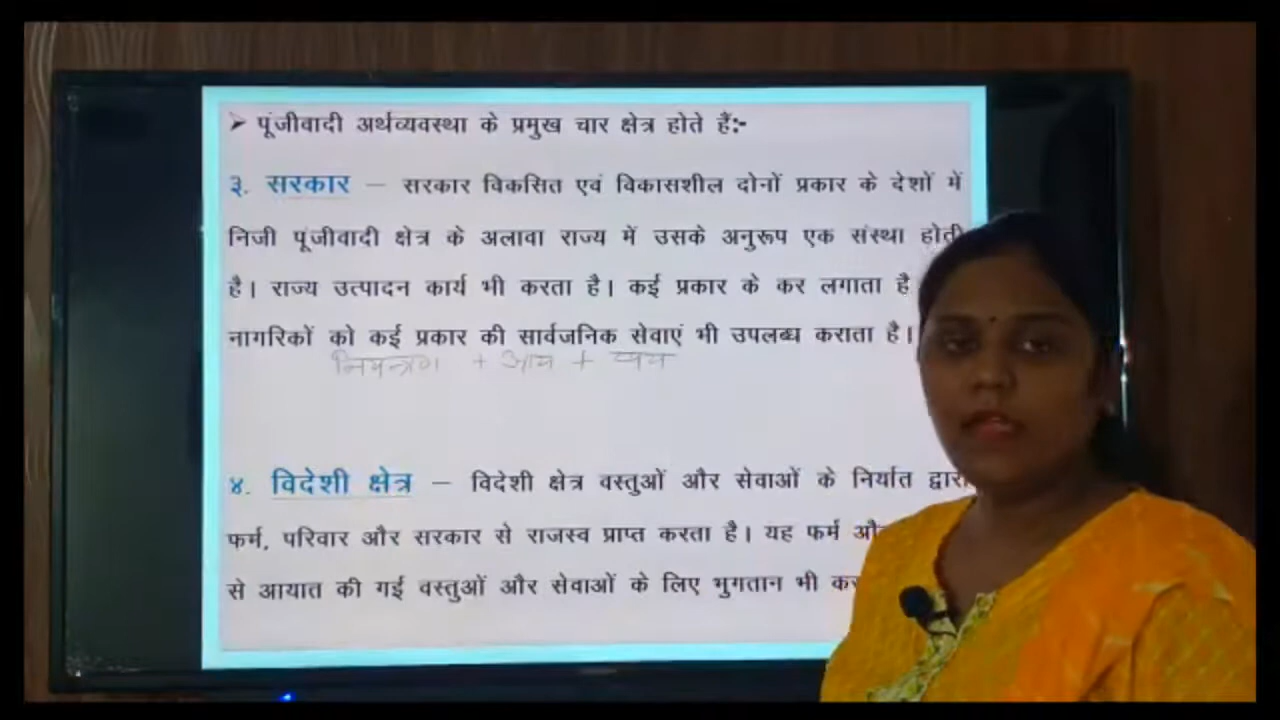 ➤ पूंजीवादी अर्थव्यवस्था के प्रमुख चार क्षेत्र होते हैं:-
३. सरकार – सरकार विकसित एवं विकासशील दोनों प्रकार के देशों में
निजी पूंजीवादी क्षेत्र के अलावा राज्य में उसके अनुरूप एक संस्था होती
है। राज्य उत्पादन कार्य भी करता है। कई प्रकार के कर लगाता है
नागरिकों को कई प्रकार की सार्वजनिक सेवाएं भी उपलब्ध कराता है।
नियन्त्रण + आय + व्यय
४. विदेशी क्षेत्र – विदेशी क्षेत्र वस्तुओं और सेवाओं के निर्यात द्वारा
फर्म, परिवार और सरकार से राजस्व प्राप्त करता है। यह फर्म
से आयात की गई वस्तुओं और सेवाओं के लिए भुगतान भी